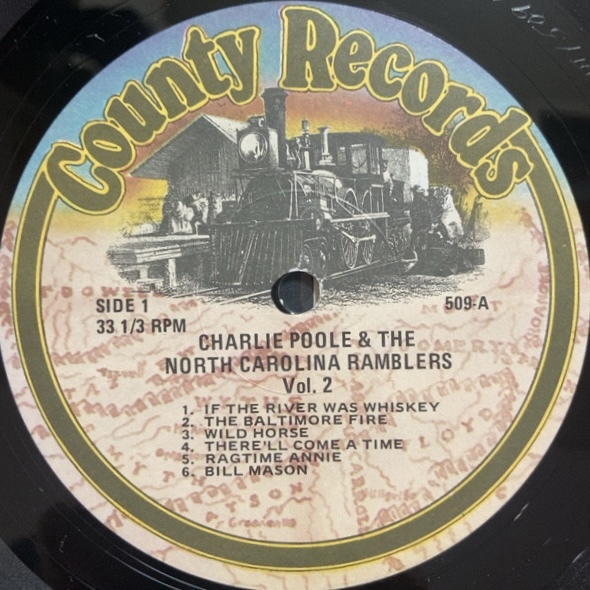 County Records
SIDE 1
509-A
33 1/3 RPM
CHARLIE POOLE & THE
NORTH CAROLINA RAMBLERS
Vol. 2
1. IF THE RIVER WAS WHISKEY
2. THE BALTIMORE FIRE
3. WILD HORSE
4. THERE'LL COME A TIME
5. RAGTIME ANNIE
6. BILL MASON